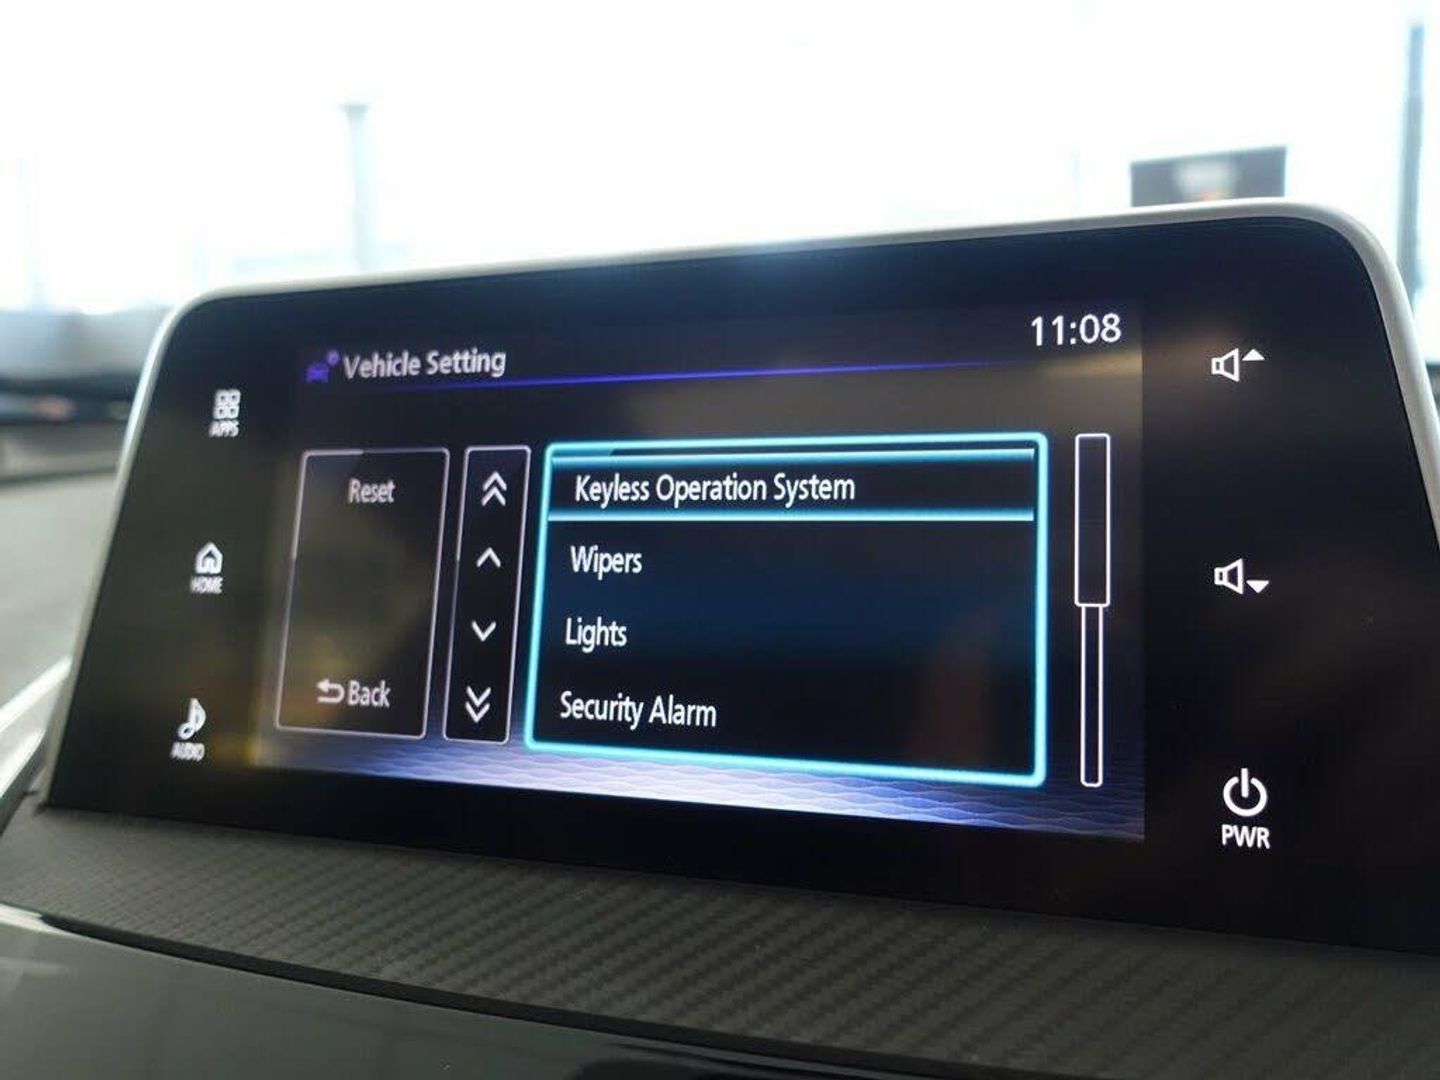 11:08
Vehicle Setting
APPS
Reset
Keyless Operation System
Wipers
HOME
Lights
Back
Security Alarm
AUDIO
PWR